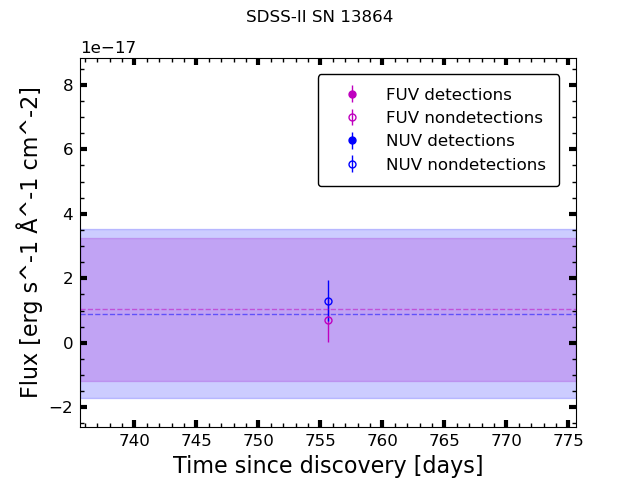 SDSS-II SN 13864
1e−17
FUV detections
FUV nondetections
NUV detections
NUV nondetections
8
6
4
2
0
−2
Flux [erg s^-1 Å^-1 cm^-2]
740 745 750 755 760 765 770 775
Time since discovery [days]